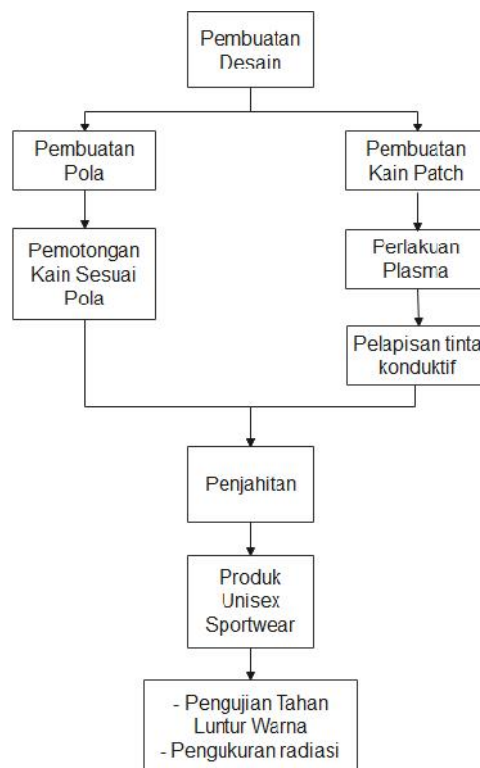 Pembuatan
Desain
Pembuatan
Pola
Pembuatan
Kain Patch
Pemotongan
Kain Sesuai
Pola
Perlakuan
Plasma
Pelapisan tinta
konduktif
Penjahitan
Produk
Unisex
Sportwear
- Pengujian Tahan
Luntur Warna
- Pengukuran radiasi